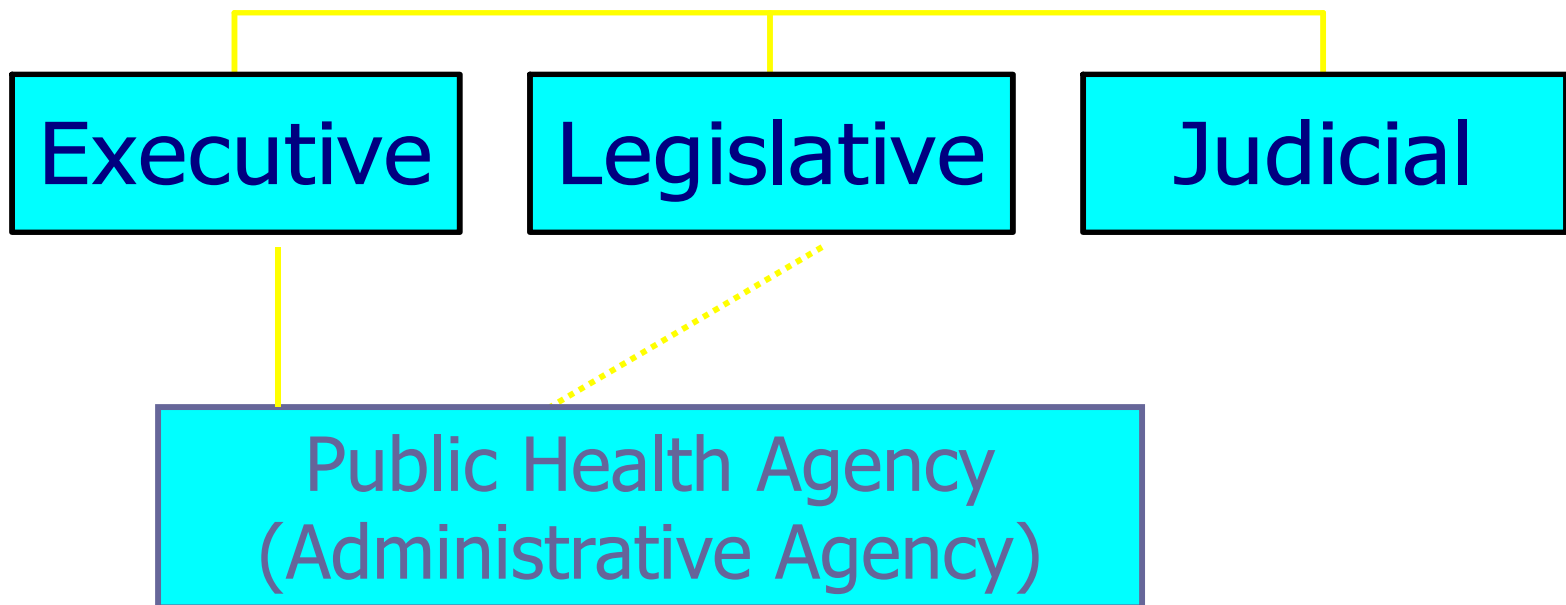 Executive
Legislative
Judicial
Public Health Agency
(Administrative Agency)